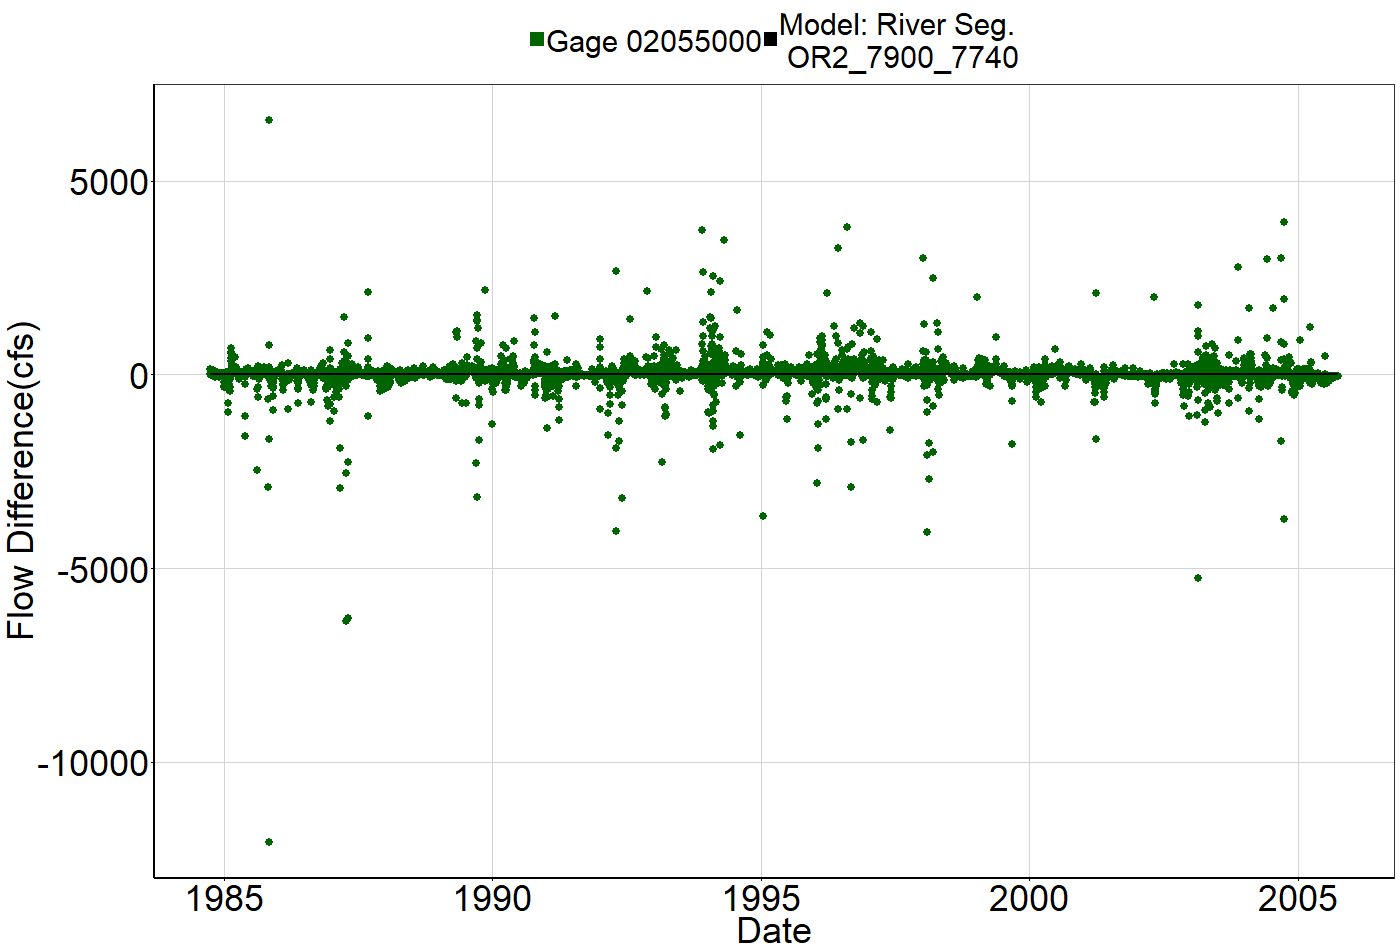 Gage 02055000
Model: River Seg.
OR2_7900_7740
Flow Difference(cfs)
5000
0
-5000
-10000
1985
1990
1995
2000
2005
Date